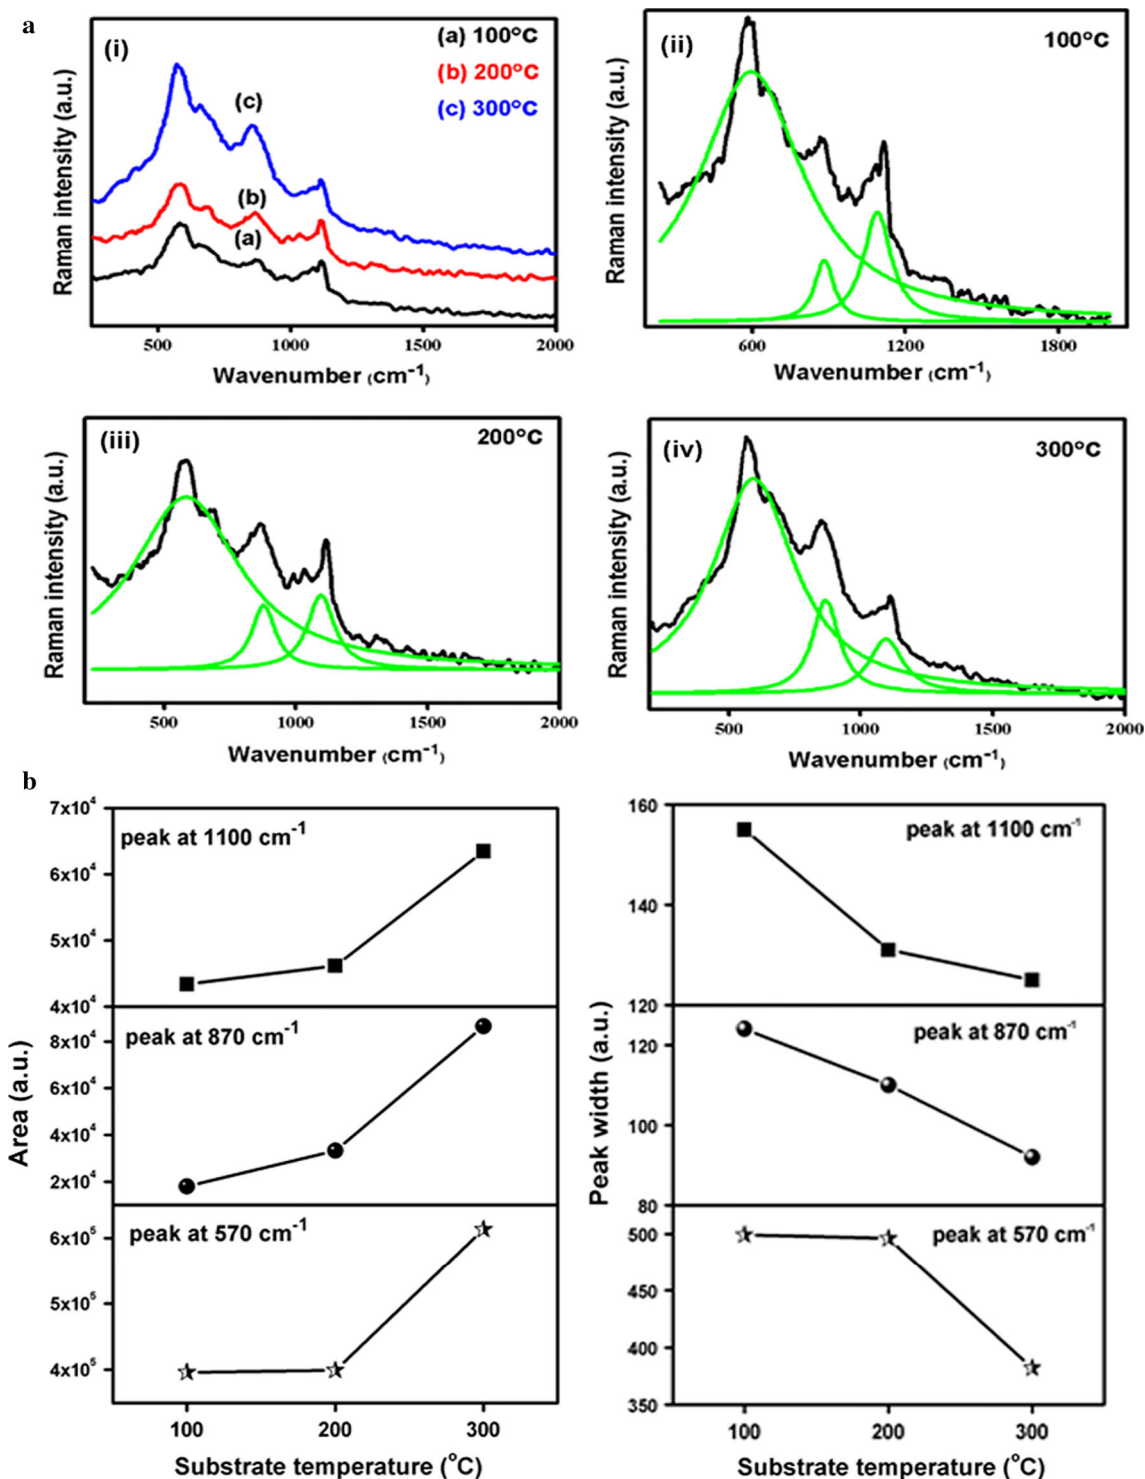 a
(i)
(a) 100°C
(b) 200°C
(c) 300°C
(c)
(b)
(a)
Raman intensity (a.u.)
500
1000
1500
2000
Wavenumber (cm⁻¹)
(ii)
100°C
Raman intensity (a.u.)
600
1200
1800
Wavenumber (cm⁻¹)
(iii)
200°C
Raman intensity (a.u.)
500
1000
1500
2000
Wavenumber (cm⁻¹)
(iv)
300°C
Raman intensity (a.u.)
500
1000
1500
2000
Wavenumber (cm⁻¹)
b
7x10⁴
6x10⁴
5x10⁴
4x10⁴
peak at 1100 cm⁻¹
8x10⁴
6x10⁴
4x10⁴
2x10⁴
peak at 870 cm⁻¹
6x10⁵
5x10⁵
4x10⁵
peak at 570 cm⁻¹
Area (a.u.)
100
200
300
Substrate temperature (°C)
160
140
120
peak at 1100 cm⁻¹
120
100
80
peak at 870 cm⁻¹
500
450
400
350
peak at 570 cm⁻¹
Peak width (a.u.)
100
200
300
Substrate temperature (°C)